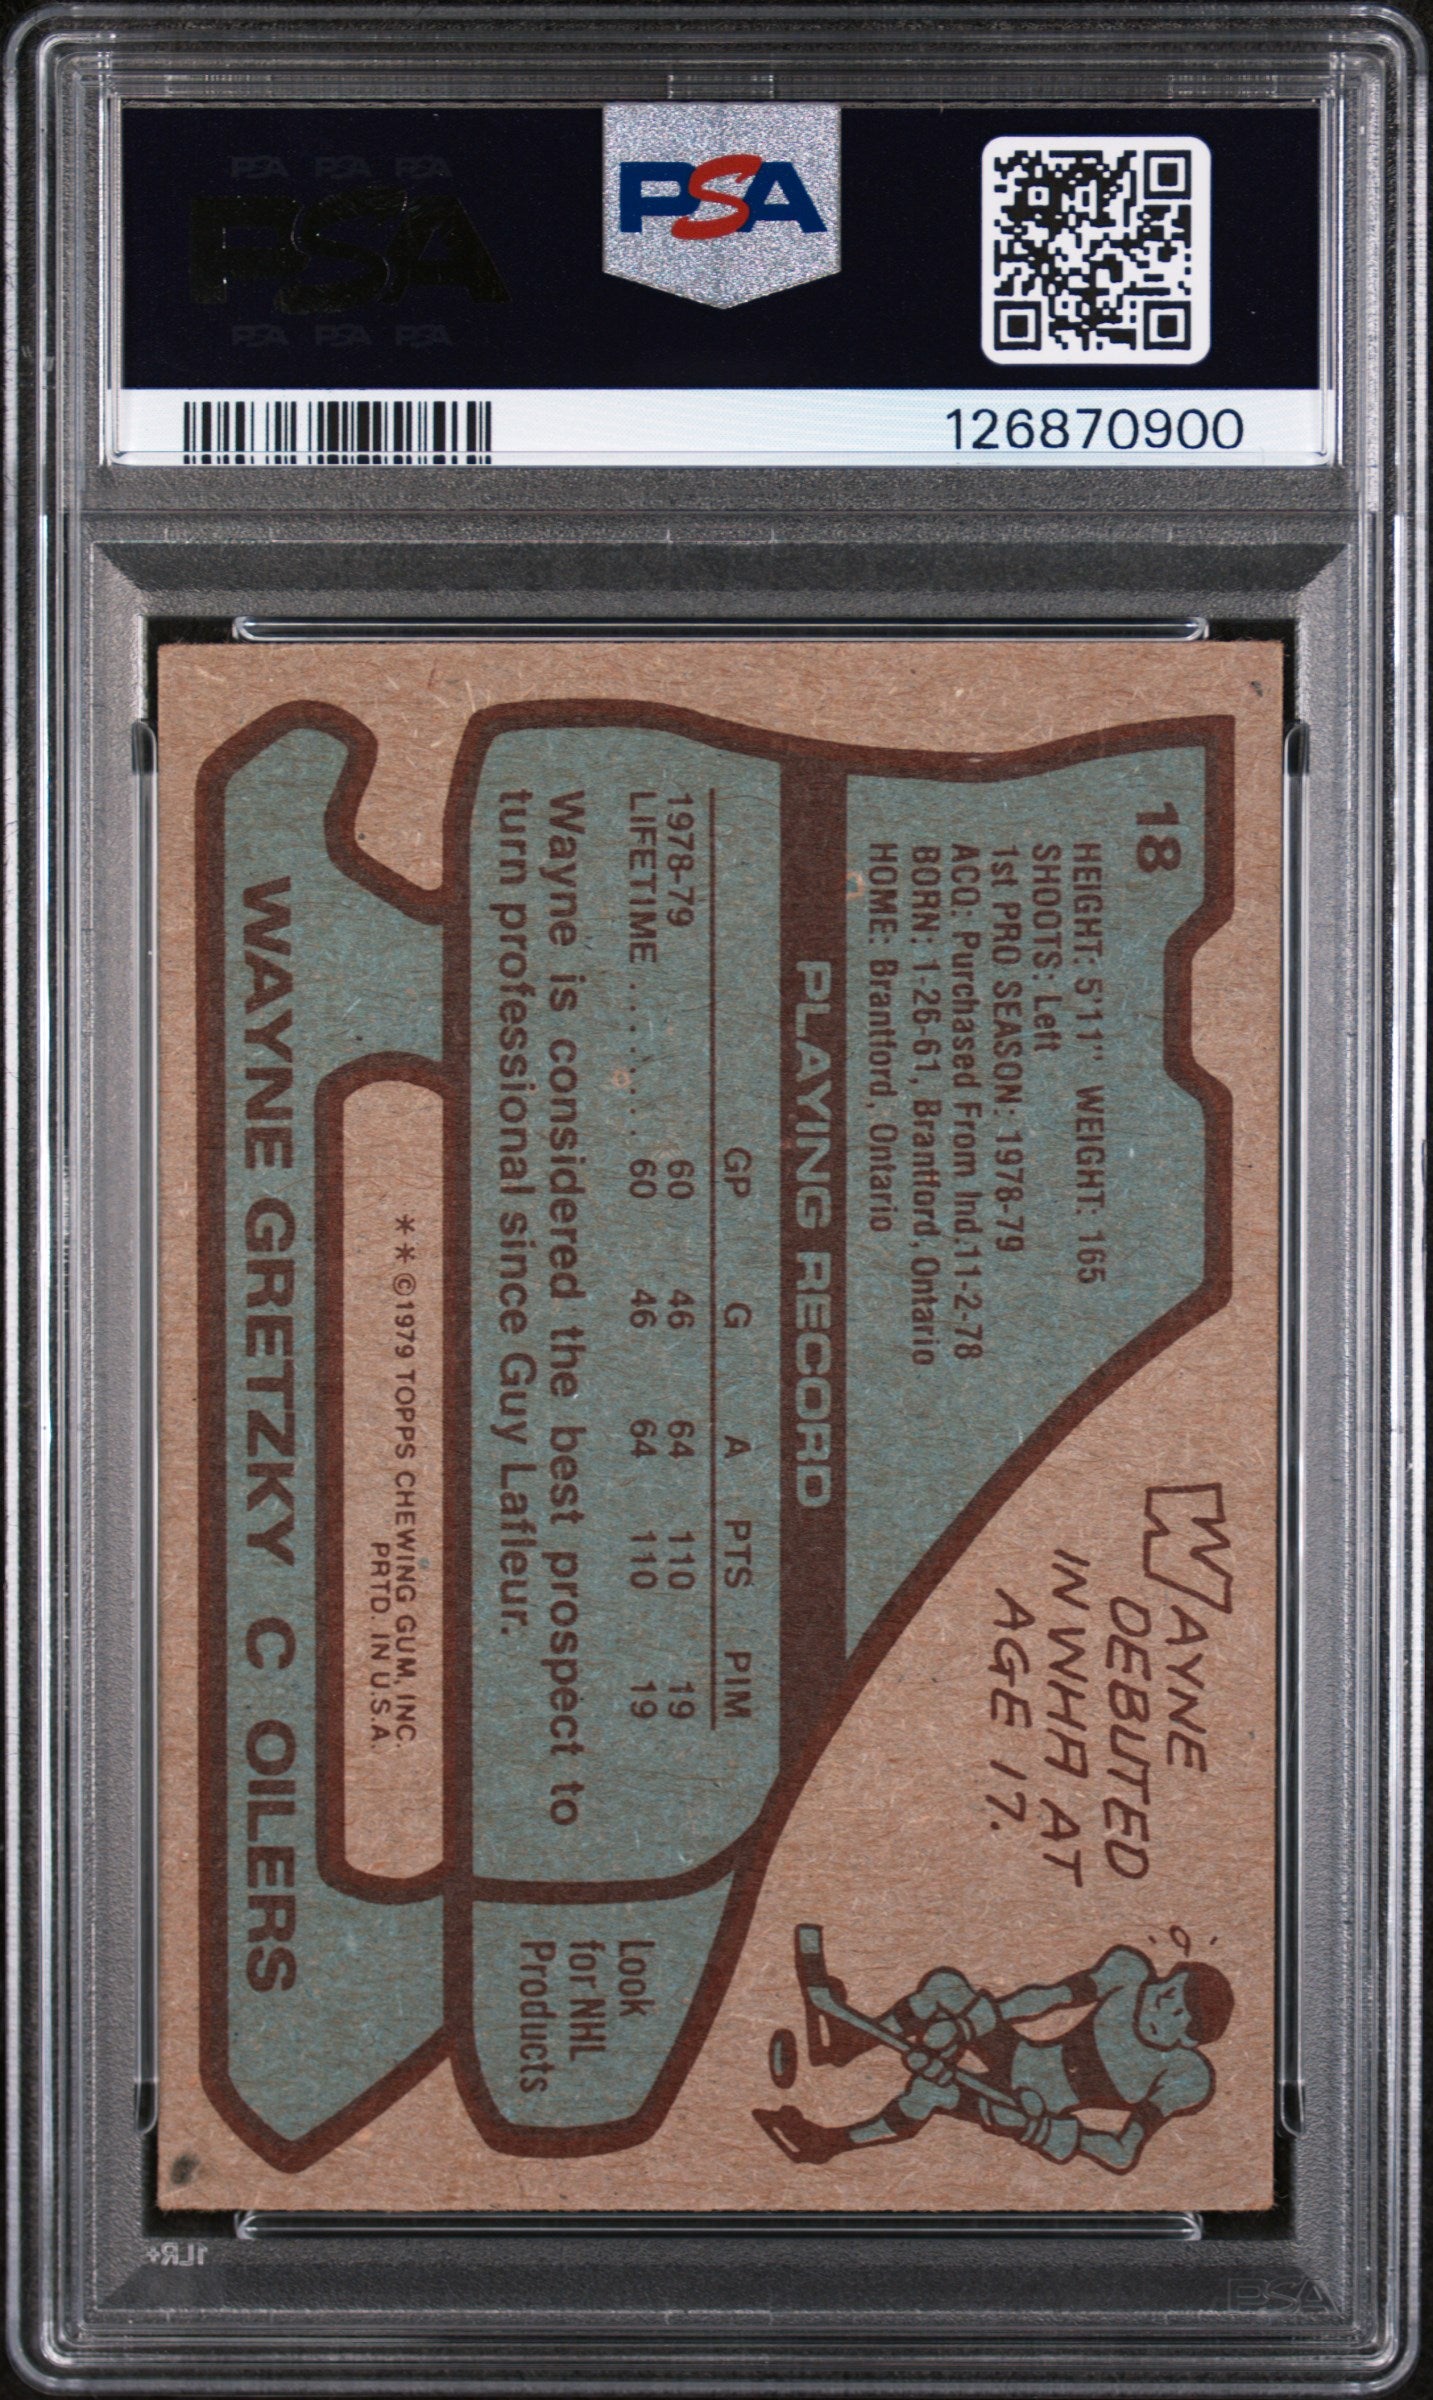 PSA PSA PSA
PSA
PSA PSA PSA
PSA
126870900
18
HEIGHT: 5'11" WEIGHT: 165
SHOOTS: Left
1st PRO SEASON: 1978-79
ACQ: Purchased From Ind.11-2-78
BORN: 1-26-61, Brantford, Ontario
HOME: Brantford, Ontario
WAYNE
DEBUTED
IN WHA AT
AGE 17.
PLAYING RECORD
GP G A PTS PIM
1978-79 60 46 64 110 19
LIFETIME ........ 60 46 64 110 19
Wayne is considered the best prospect to
turn professional since Guy Lafleur.
Look
for NHL
Products
**©1979 TOPPS CHEWING GUM, INC.
PRTD. IN U.S.A.
WAYNE GRETZKY C OILERS
1LR+
PSA